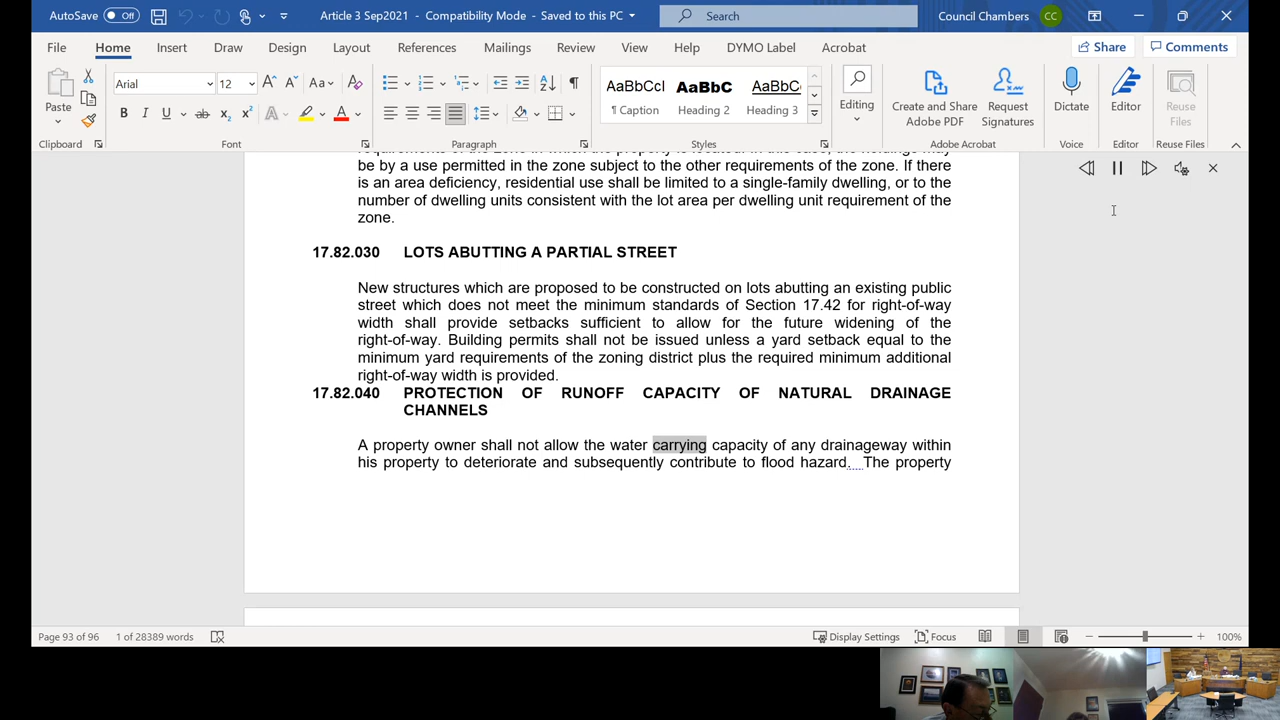 AutoSave Off Article 3 Sep2021 - Compatibility Mode - Saved to this PC Search Council Chambers CC
File Home Insert Draw Design Layout References Mailings Review View Help DYMO Label Acrobat Share Comments
Arial 12 Aa AaBbCcI AaBbC AaBbC
Paste B I U ab x2 x2 A A ¶ Caption Heading 2 Heading 3 Editing Create and Share Adobe PDF Request Signatures Dictate Editor Reuse Files
Clipboard Font Paragraph Styles Adobe Acrobat Voice Editor Reuse Files
be by a use permitted in the zone subject to the other requirements of the zone. If there
is an area deficiency, residential use shall be limited to a single-family dwelling, or to the
number of dwelling units consistent with the lot area per dwelling unit requirement of the
zone.
17.82.030 LOTS ABUTTING A PARTIAL STREET
New structures which are proposed to be constructed on lots abutting an existing public
street which does not meet the minimum standards of Section 17.42 for right-of-way
width shall provide setbacks sufficient to allow for the future widening of the
right-of-way. Building permits shall not be issued unless a yard setback equal to the
minimum yard requirements of the zoning district plus the required minimum additional
right-of-way width is provided.
17.82.040 PROTECTION OF RUNOFF CAPACITY OF NATURAL DRAINAGE
CHANNELS
A property owner shall not allow the water carrying capacity of any drainageway within
his property to deteriorate and subsequently contribute to flood hazard. The property
Page 93 of 96 1 of 28389 words Display Settings Focus 100%